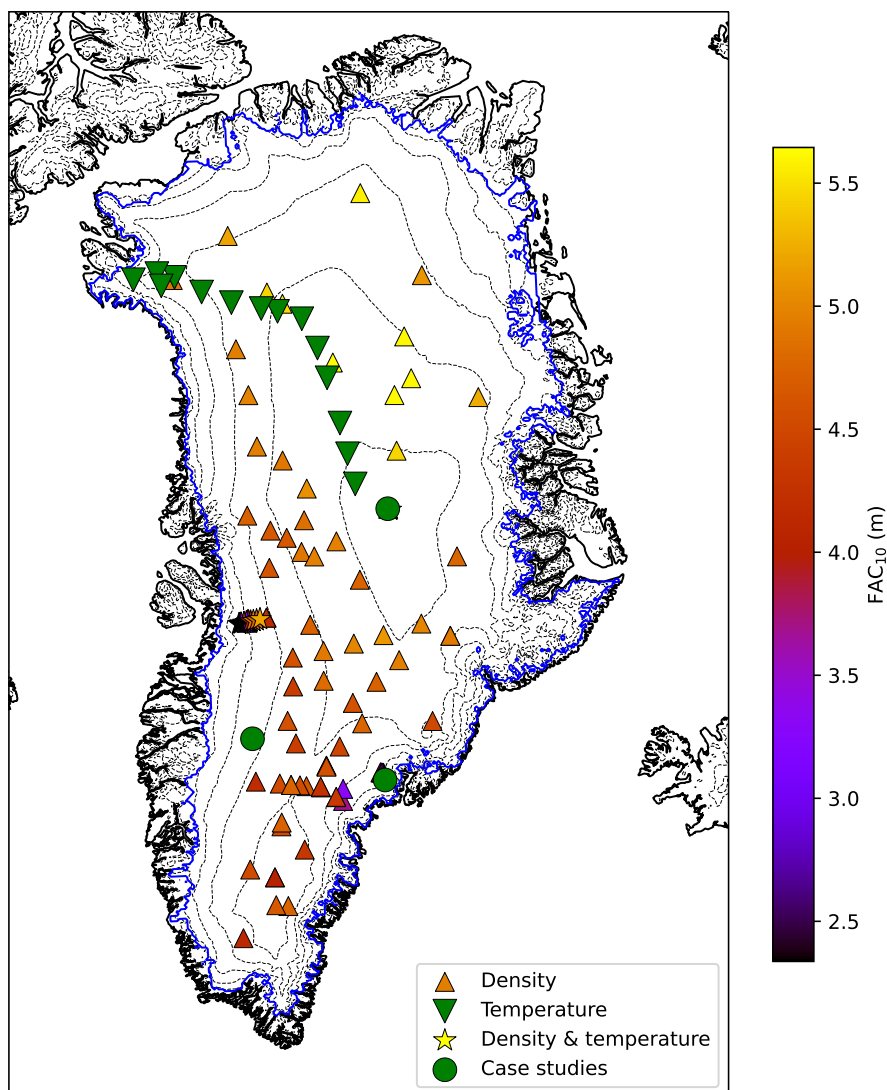 5.5
5.0
4.5
4.0
3.5
3.0
2.5
FAC₁₀ (m)
Density
Temperature
Density & temperature
Case studies